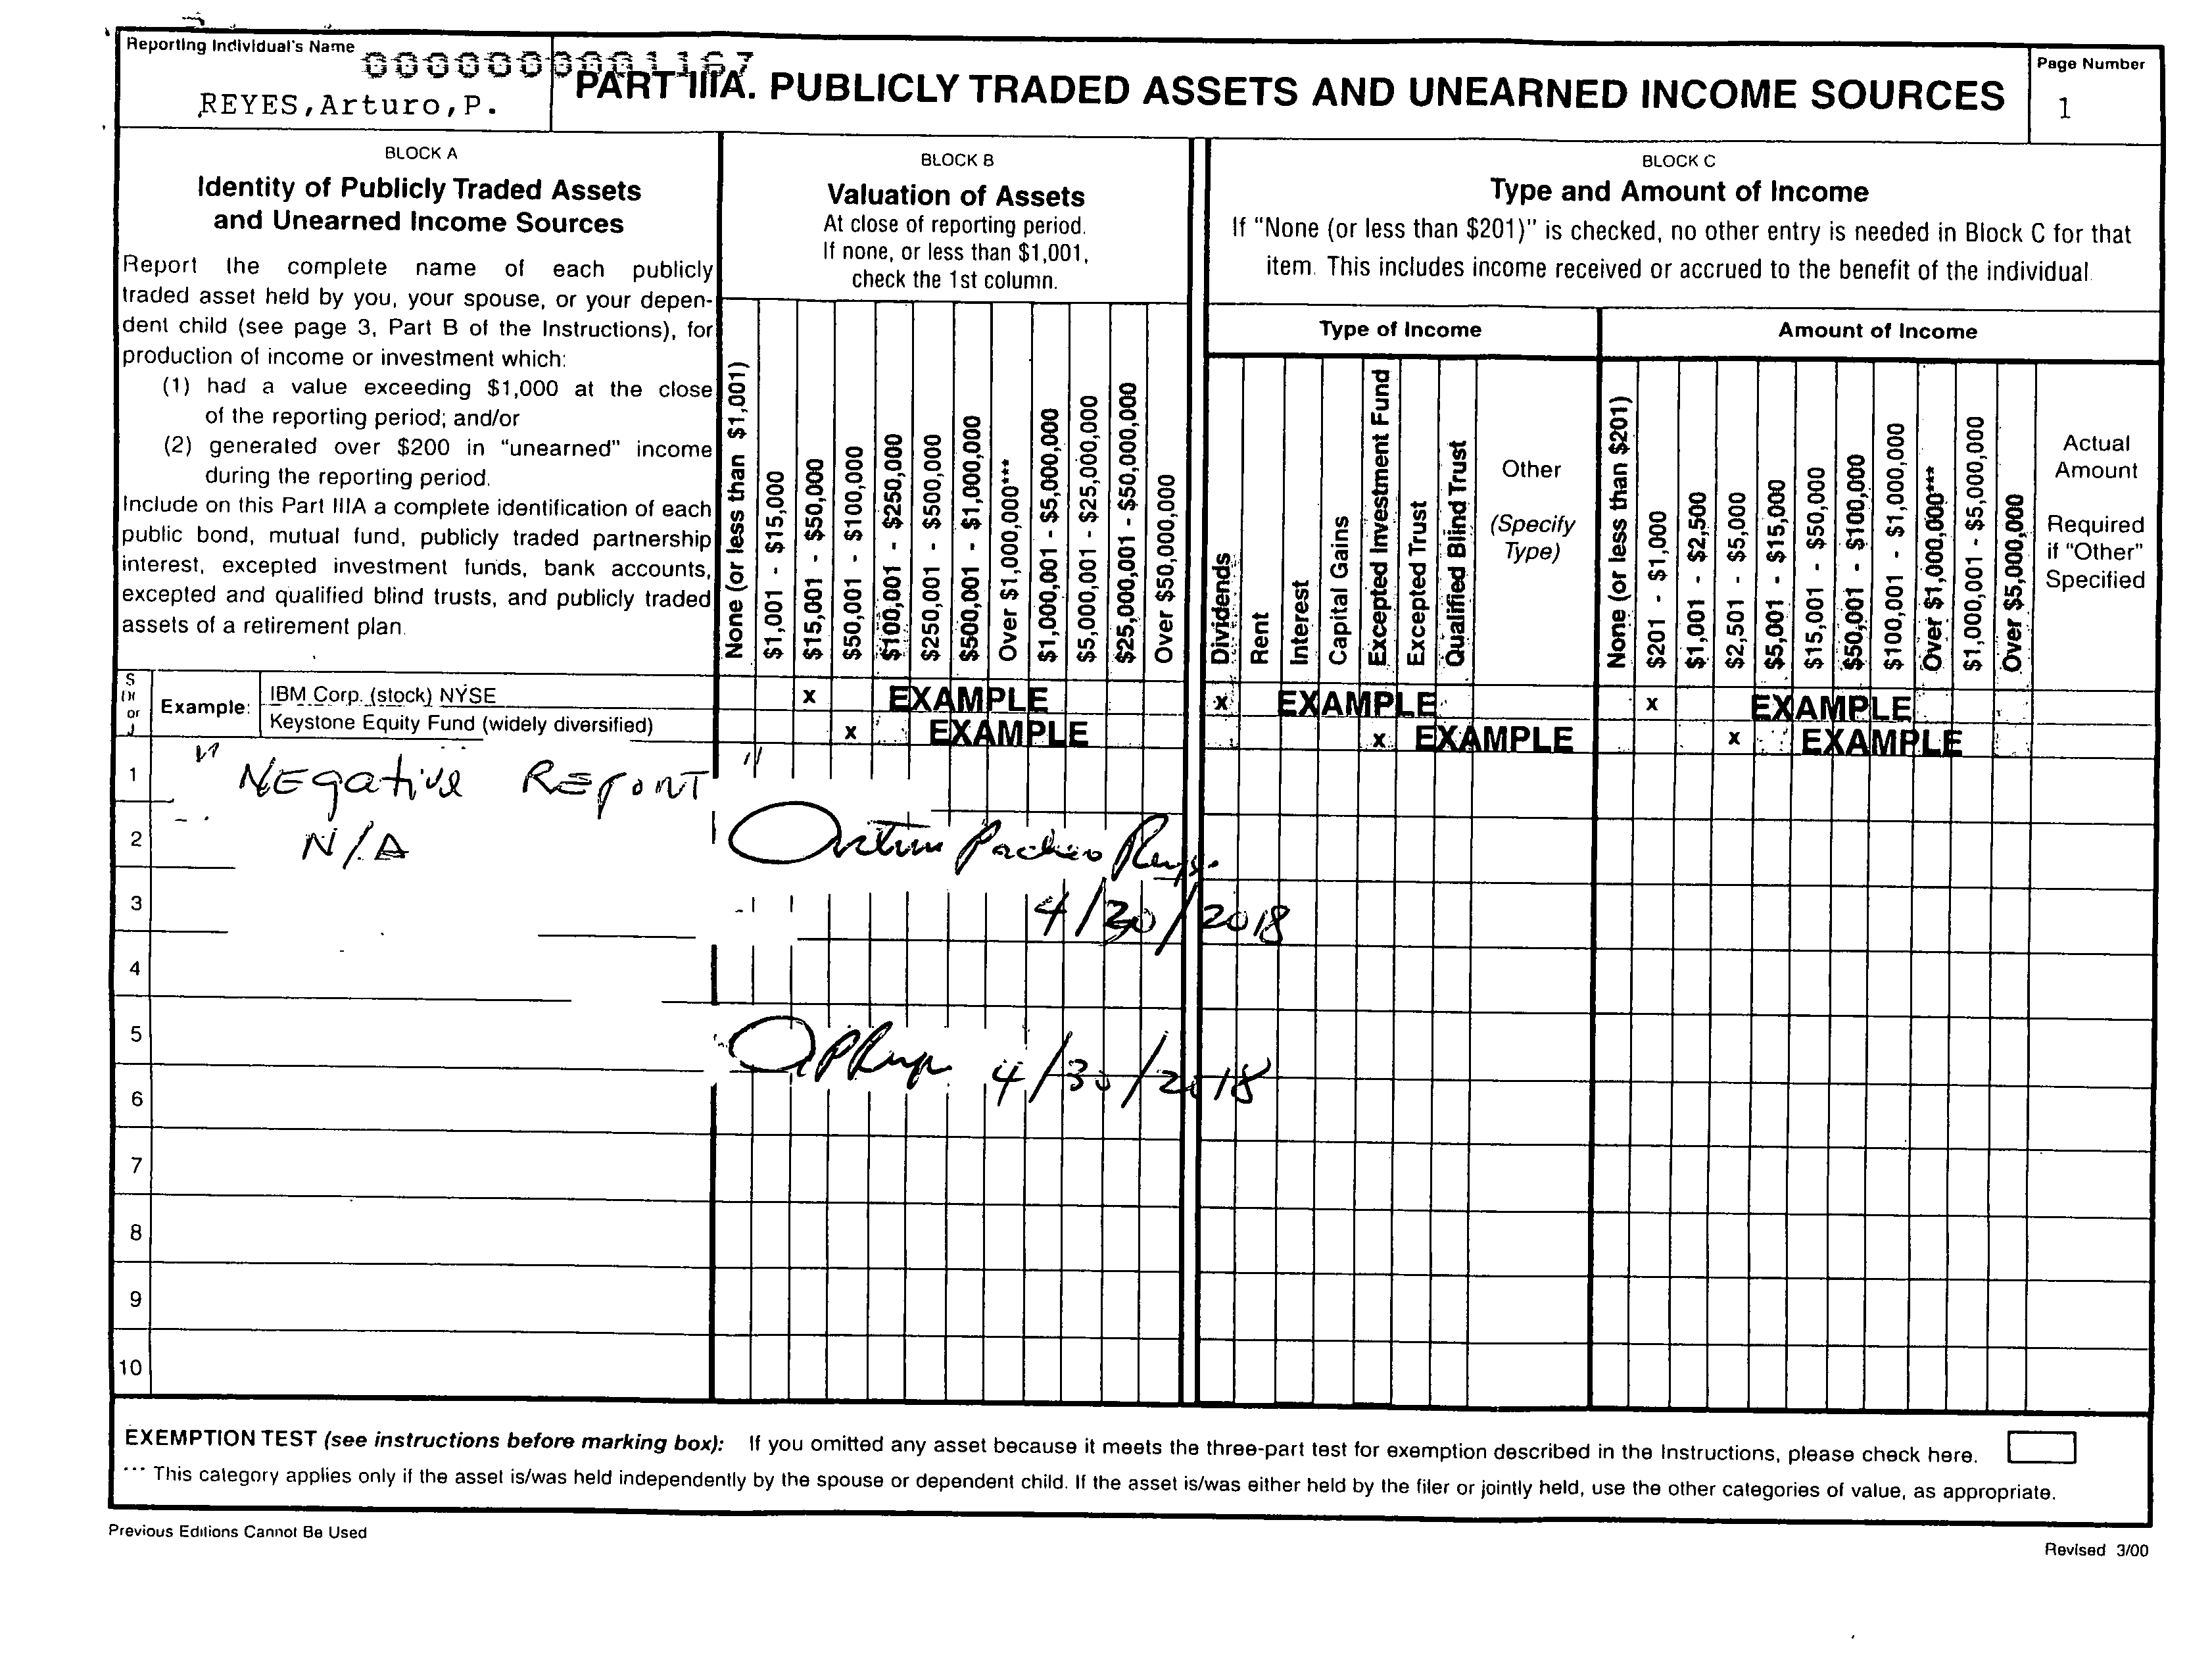 Reporting Individual's Name
000000001167
REYES,Arturo,P.
PART IIIA. PUBLICLY TRADED ASSETS AND UNEARNED INCOME SOURCES
Page Number
1
BLOCK A
Identity of Publicly Traded Assets
and Unearned Income Sources
Report the complete name of each publicly
traded asset held by you, your spouse, or your depen-
dent child (see page 3, Part B of the Instructions), for
production of income or investment which:
(1) had a value exceeding $1,000 at the close
of the reporting period; and/or
(2) generated over $200 in "unearned" income
during the reporting period.
Include on this Part IIIA a complete identification of each
public bond, mutual fund, publicly traded partnership
interest, excepted investment funds, bank accounts,
excepted and qualified blind trusts, and publicly traded
assets of a retirement plan.
BLOCK B
Valuation of Assets
At close of reporting period.
If none, or less than $1,001,
check the 1st column.
None (or less than $1,001)
$1,001 - $15,000
$15,001 - $50,000
$50,001 - $100,000
$100,001 - $250,000
$250,001 - $500,000
$500,001 - $1,000,000
Over $1,000,000***
$1,000,001 - $5,000,000
$5,000,001 - $25,000,000
$25,000,001 - $50,000,000
Over $50,000,000
BLOCK C
Type and Amount of Income
If "None (or less than $201)" is checked, no other entry is needed in Block C for that
item. This includes income received or accrued to the benefit of the individual.
Type of Income
Dividends
Rent
Interest
Capital Gains
Excepted Investment Fund
Excepted Trust
Qualified Blind Trust
Other
(Specify
Type)
Amount of Income
None (or less than $201)
$201 - $1,000
$1,001 - $2,500
$2,501 - $5,000
$5,001 - $15,000
$15,001 - $50,000
$50,001 - $100,000
$100,001 - $1,000,000
Over $1,000,000***
$1,000,001 - $5,000,000
Over $5,000,000
Actual
Amount
Required
if "Other"
Specified
S
or
J
Example:
IBM Corp. (stock) NYSE x EXAMPLE x EXAMPLE x EXAMPLE
Keystone Equity Fund (widely diversified) x EXAMPLE x EXAMPLE x EXAMPLE
1 NEgative REpoRT
2 N/A Arturo Pacheco Reyes
3 4/30/2018
4
5 APReyes 4/30/2018
6
7
8
9
10
EXEMPTION TEST (see instructions before marking box): If you omitted any asset because it meets the three-part test for exemption described in the Instructions, please check here.
*** This category applies only if the asset is/was held independently by the spouse or dependent child. If the asset is/was either held by the filer or jointly held, use the other categories of value, as appropriate.
Previous Editions Cannot Be Used
Revised 3/00